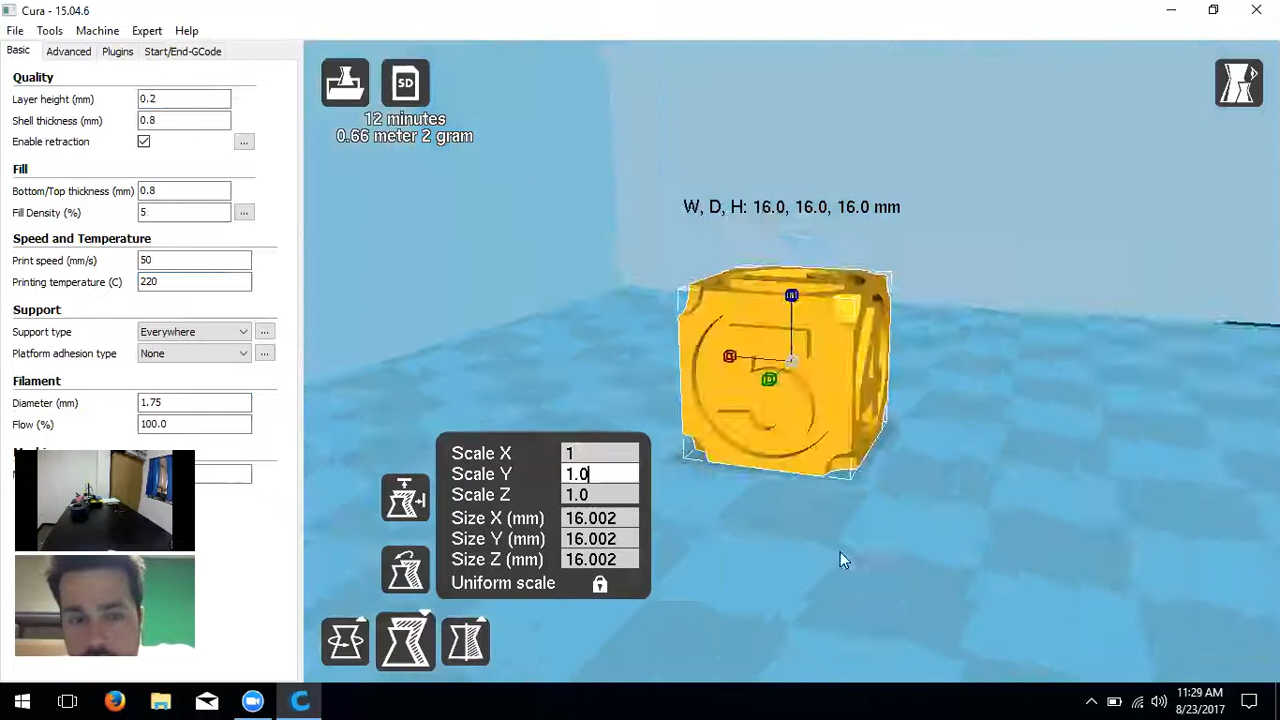 Cura - 15.04.6
File Tools Machine Expert Help
Basic Advanced Plugins Start/End-GCode
Quality
Layer height (mm) 0.2
Shell thickness (mm) 0.8
Enable retraction ...
Fill
Bottom/Top thickness (mm) 0.8
Fill Density (%) 5 ...
Speed and Temperature
Print speed (mm/s) 50
Printing temperature (C) 220
Support
Support type Everywhere ...
Platform adhesion type None ...
Filament
Diameter (mm) 1.75
Flow (%) 100.0
SD
12 minutes
0.66 meter 2 gram
W, D, H: 16.0, 16.0, 16.0 mm
5
Scale X 1
Scale Y 1.0
Scale Z 1.0
Size X (mm) 16.002
Size Y (mm) 16.002
Size Z (mm) 16.002
Uniform scale
11:29 AM
8/23/2017